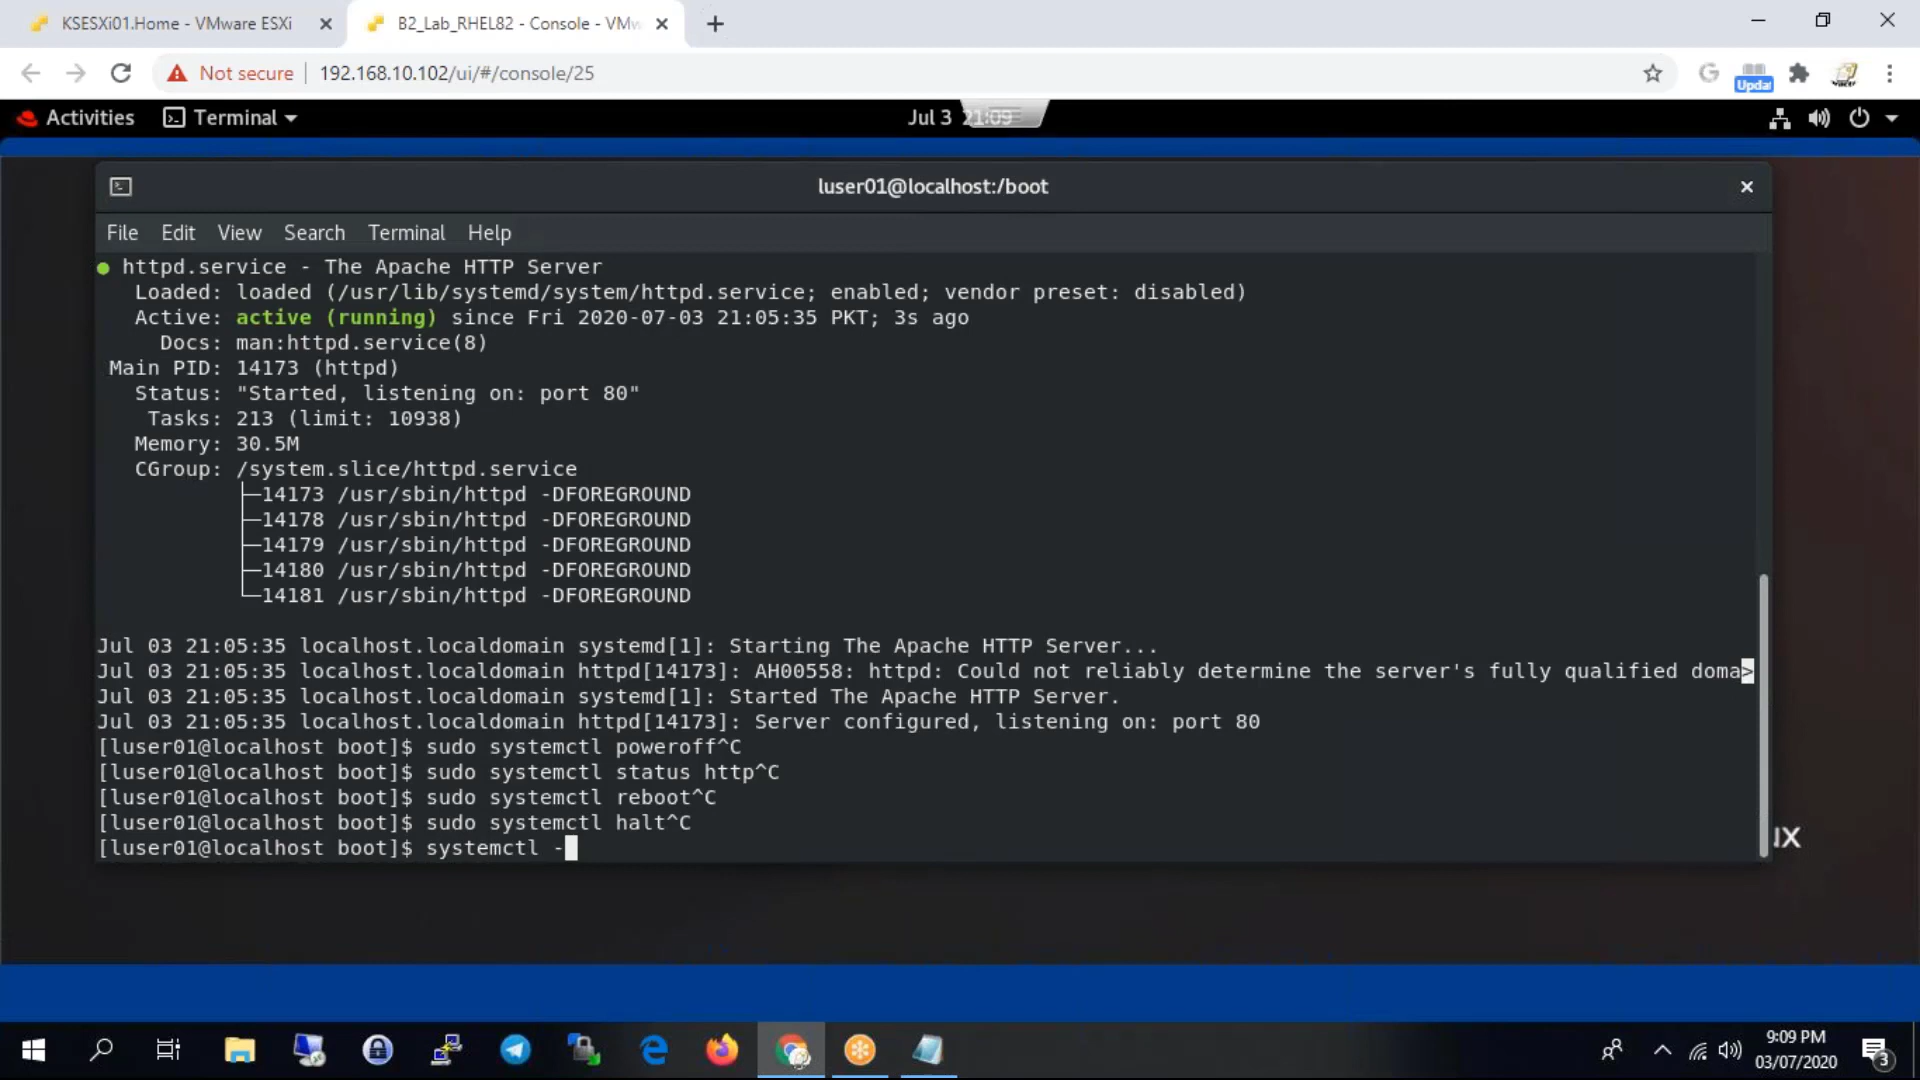 KSESXi01.Home - VMware ESXi
B2_Lab_RHEL82 - Console - VMw
Not secure
192.168.10.102/ui/#/console/25
Activities
Terminal
Jul 3 21:09
luser01@localhost:/boot
File Edit View Search Terminal Help
● httpd.service - The Apache HTTP Server
Loaded: loaded (/usr/lib/systemd/system/httpd.service; enabled; vendor preset: disabled)
Active: active (running) since Fri 2020-07-03 21:05:35 PKT; 3s ago
Docs: man:httpd.service(8)
Main PID: 14173 (httpd)
Status: "Started, listening on: port 80"
Tasks: 213 (limit: 10938)
Memory: 30.5M
CGroup: /system.slice/httpd.service
├─14173 /usr/sbin/httpd -DFOREGROUND
├─14178 /usr/sbin/httpd -DFOREGROUND
├─14179 /usr/sbin/httpd -DFOREGROUND
├─14180 /usr/sbin/httpd -DFOREGROUND
└─14181 /usr/sbin/httpd -DFOREGROUND
Jul 03 21:05:35 localhost.localdomain systemd[1]: Starting The Apache HTTP Server...
Jul 03 21:05:35 localhost.localdomain httpd[14173]: AH00558: httpd: Could not reliably determine the server's fully qualified doma>
Jul 03 21:05:35 localhost.localdomain systemd[1]: Started The Apache HTTP Server.
Jul 03 21:05:35 localhost.localdomain httpd[14173]: Server configured, listening on: port 80
[luser01@localhost boot]$ sudo systemctl poweroff^C
[luser01@localhost boot]$ sudo systemctl status http^C
[luser01@localhost boot]$ sudo systemctl reboot^C
[luser01@localhost boot]$ sudo systemctl halt^C
[luser01@localhost boot]$ systemctl -
ux
9:09 PM
03/07/2020
3